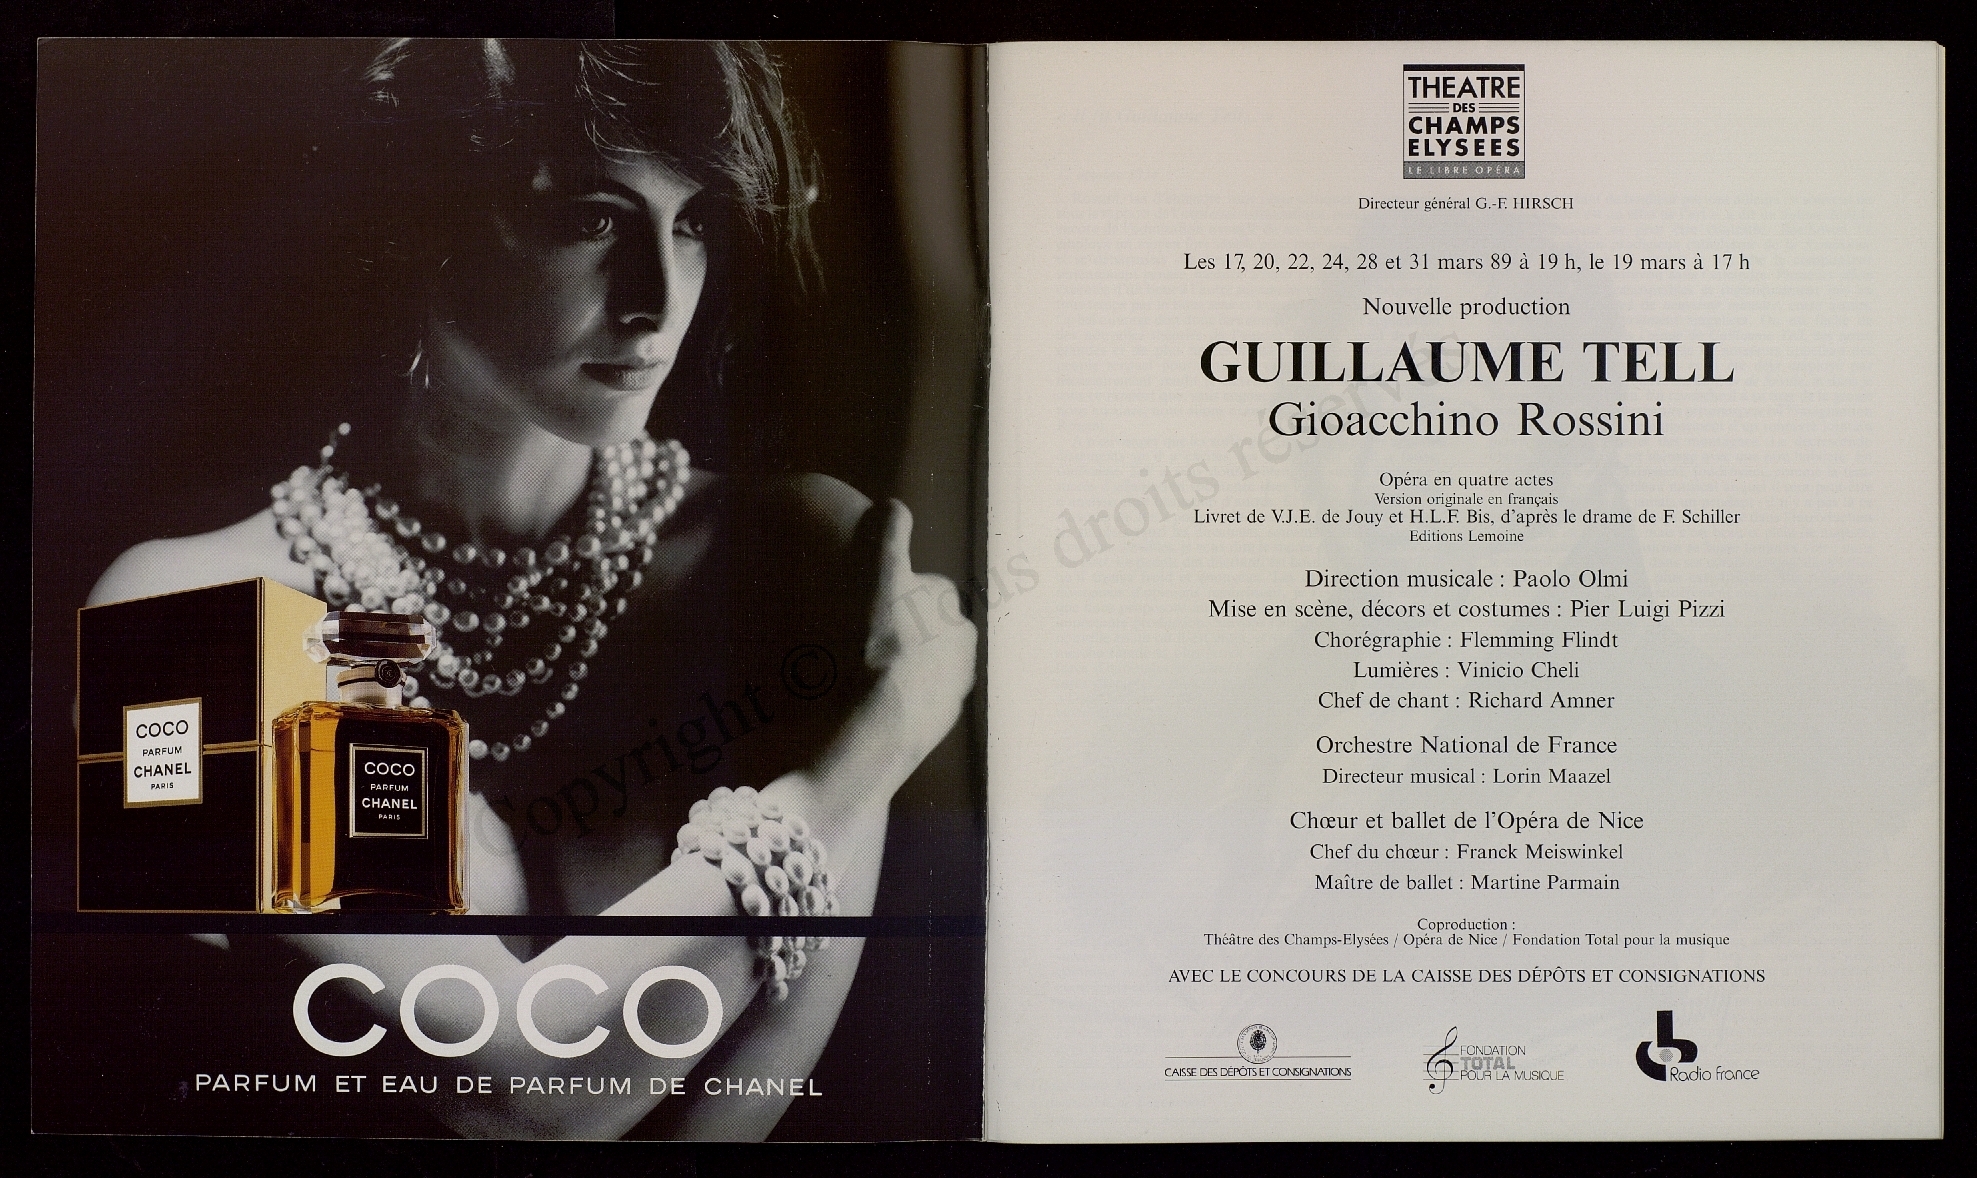 COCO
PARFUM
CHANEL
PARIS
COCO
PARFUM
CHANEL
PARIS
COCO
PARFUM ET EAU DE PARFUM DE CHANEL
THEATRE
DES
CHAMPS
ELYSEES
LE LIBRE OPÉRA
Directeur général G.-F. HIRSCH
Les 17, 20, 22, 24, 28 et 31 mars 89 à 19 h, le 19 mars à 17 h
Nouvelle production
GUILLAUME TELL
Gioacchino Rossini
Opéra en quatre actes
Version originale en français
Livret de V.J.E. de Jouy et H.L.F. Bis, d'après le drame de F. Schiller
Editions Lemoine
Direction musicale : Paolo Olmi
Mise en scène, décors et costumes : Pier Luigi Pizzi
Chorégraphie : Flemming Flindt
Lumières : Vinicio Cheli
Chef de chant : Richard Amner
Orchestre National de France
Directeur musical : Lorin Maazel
Chœur et ballet de l'Opéra de Nice
Chef du chœur : Franck Meiswinkel
Maître de ballet : Martine Parmain
Coproduction :
Théâtre des Champs-Elysées / Opéra de Nice / Fondation Total pour la musique
AVEC LE CONCOURS DE LA CAISSE DES DÉPÔTS ET CONSIGNATIONS
CAISSE DES DÉPÔTS ET CONSIGNATIONS
FONDATION
TOTAL
POUR LA MUSIQUE
Radio france
Copyright © Tous droits réservés